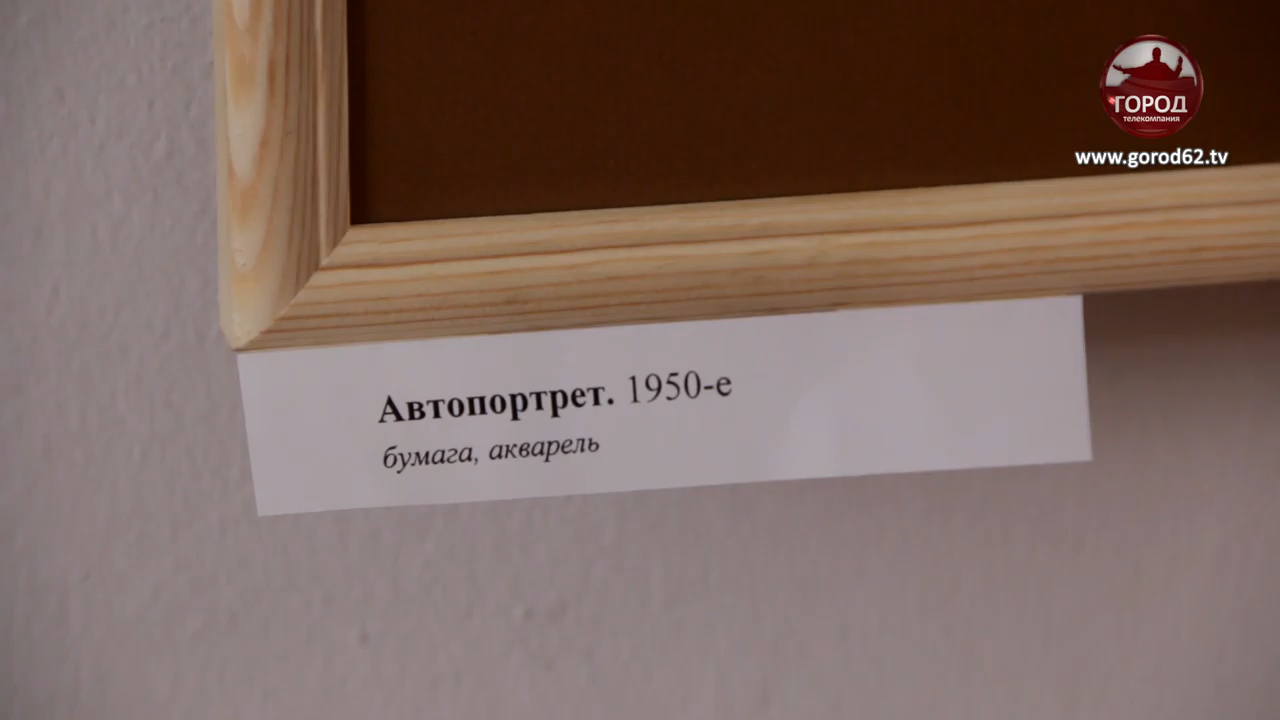 ГОРОД
телекомпания
www.gorod62.tv
Автопортрет. 1950-е
бумага, акварель